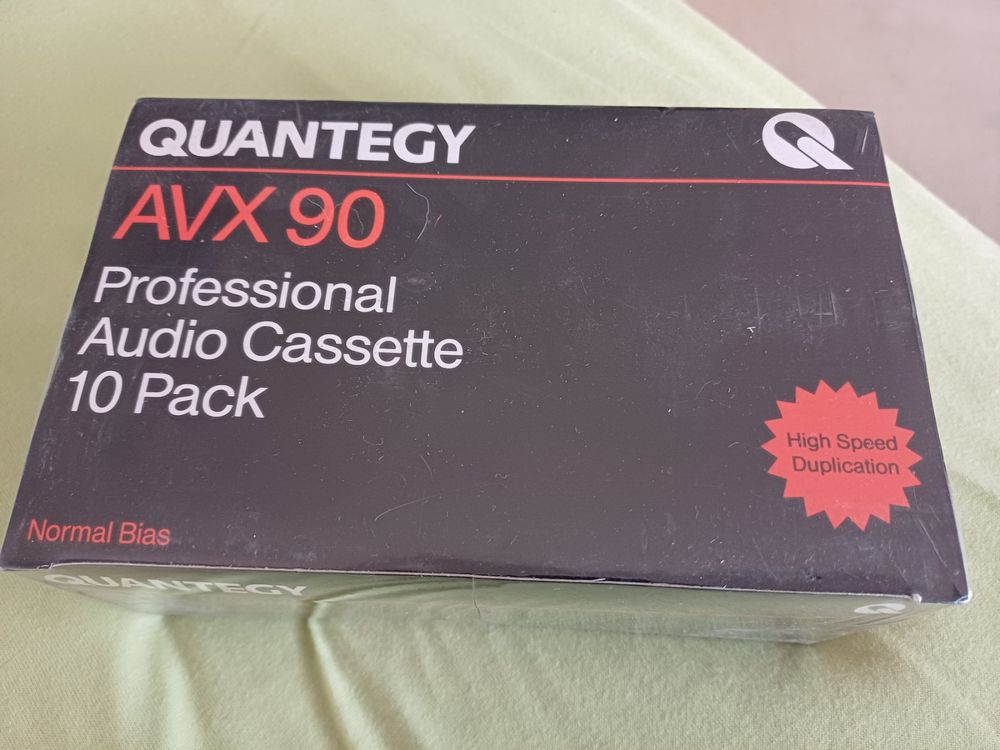 QUANTEGY
AVX 90
Professional
Audio Cassette
10 Pack
High Speed
Duplication
Normal Bias
QUANTEGY